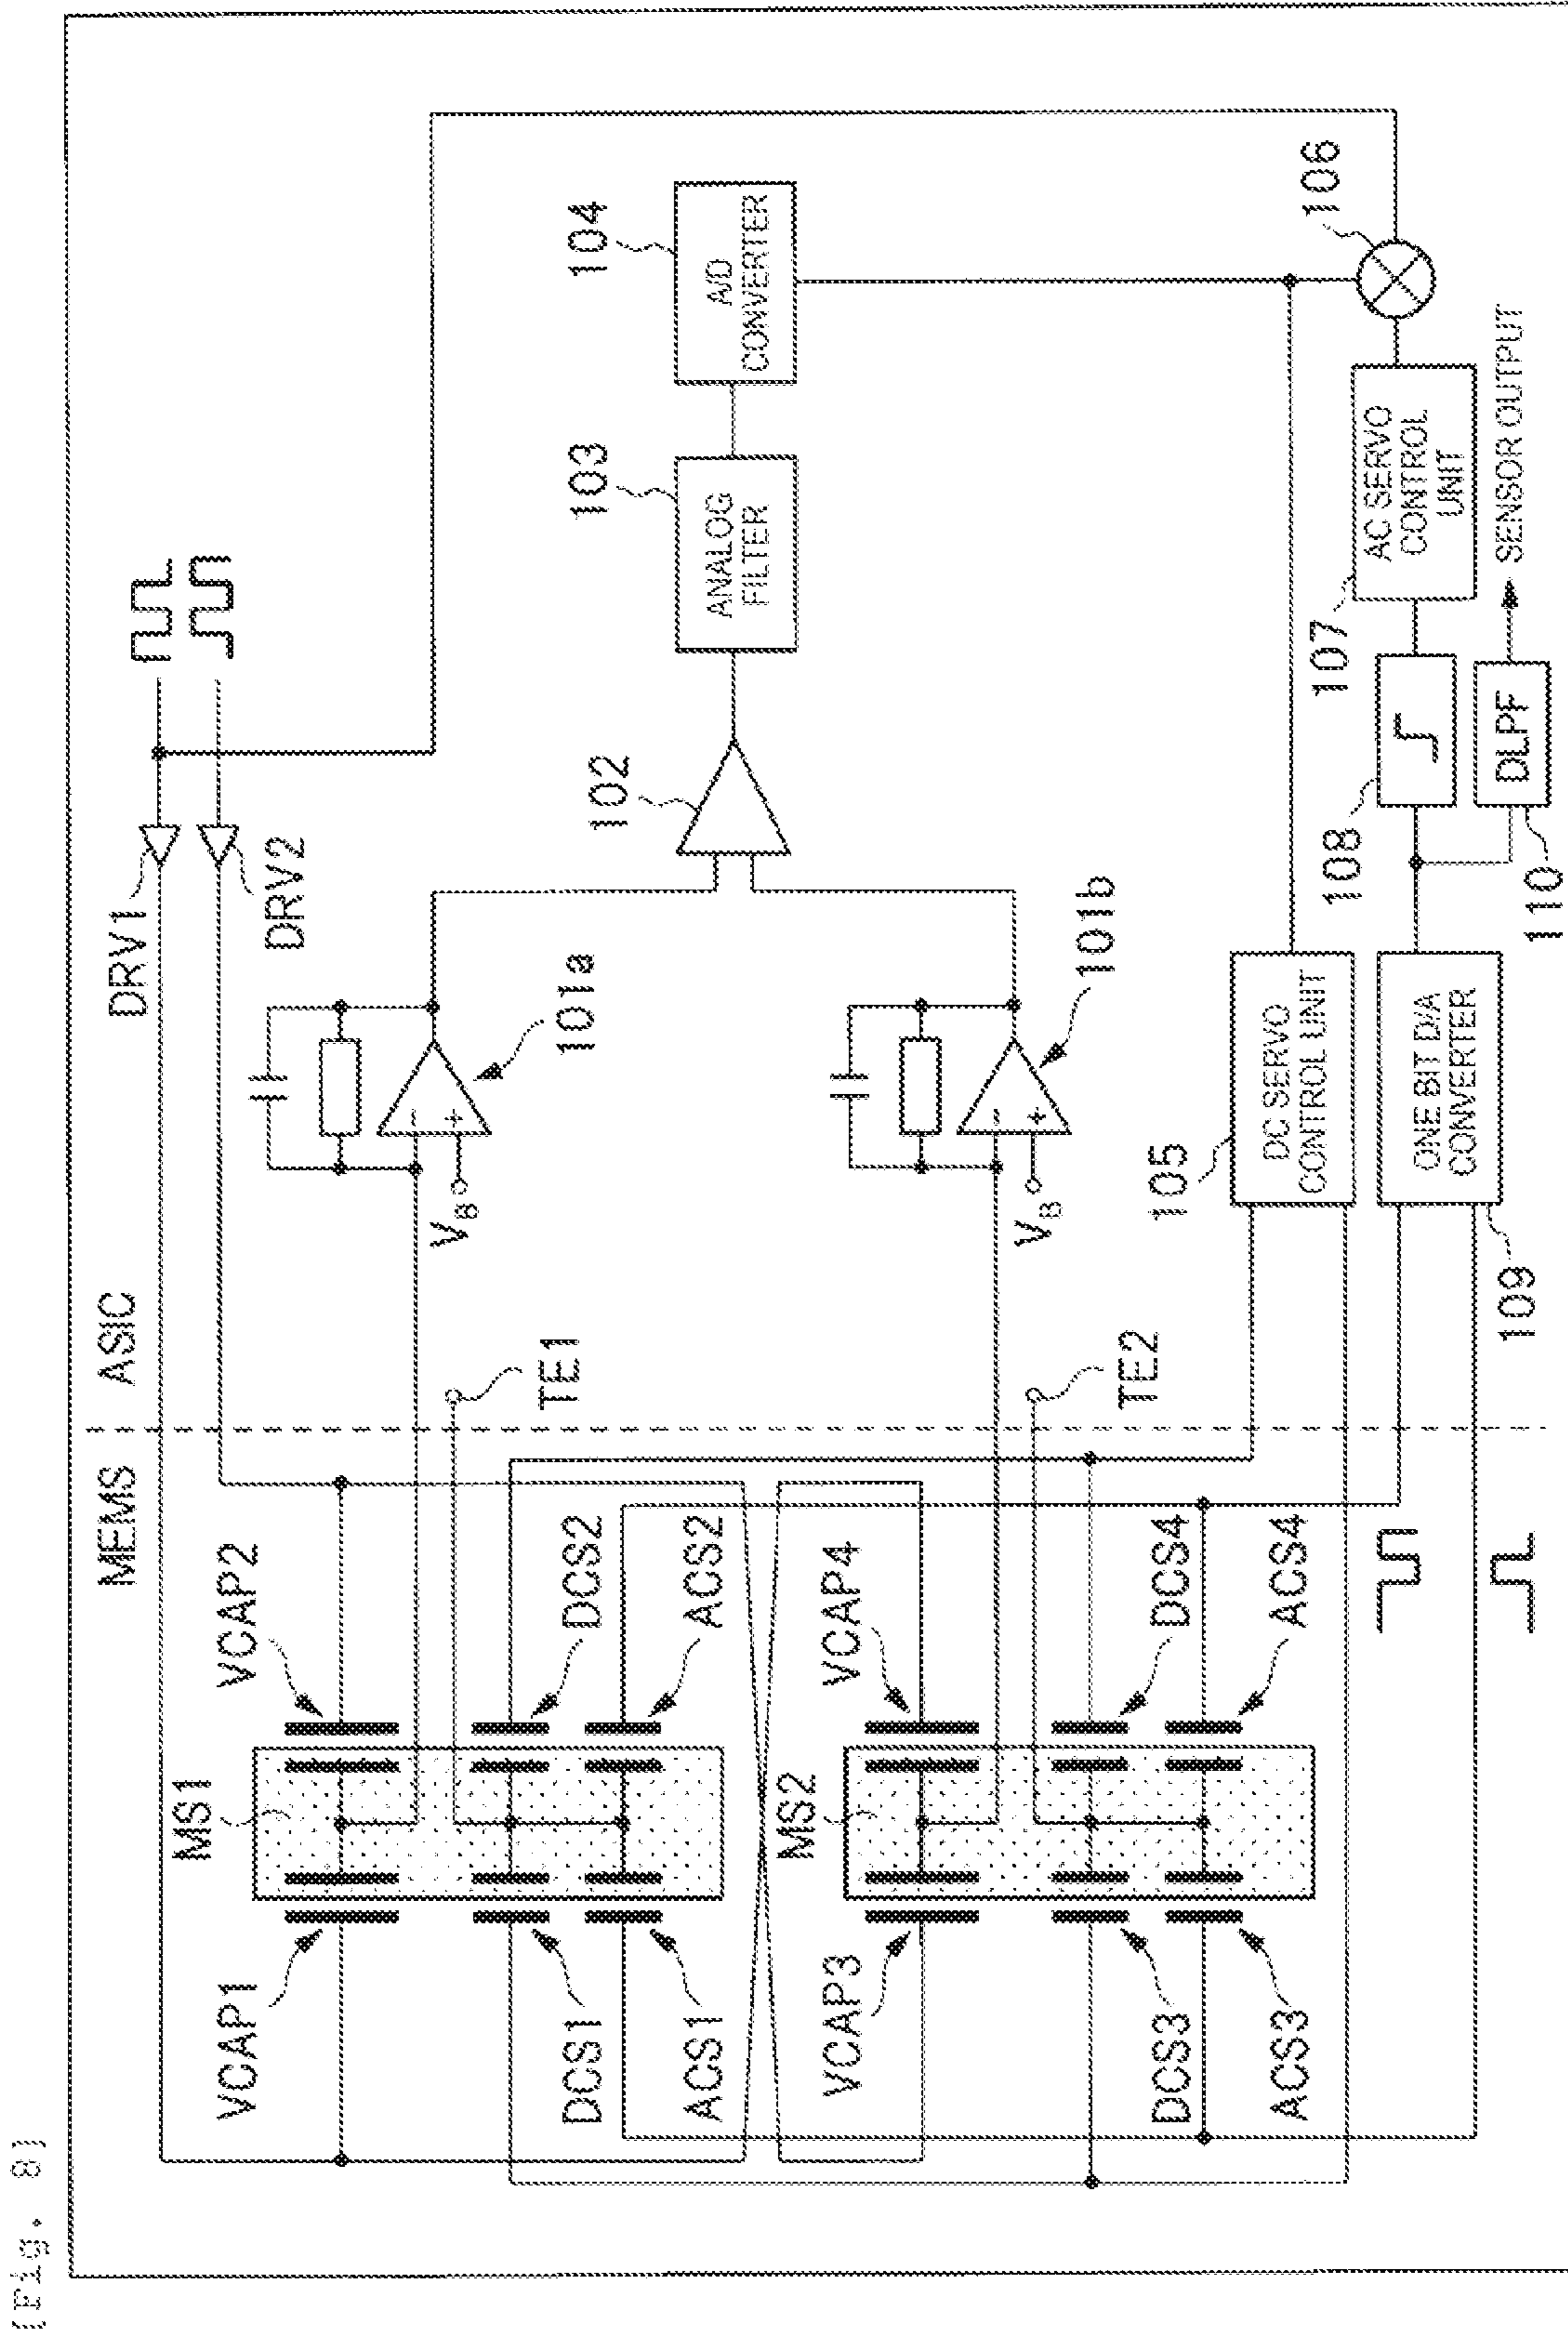 [Fig. 8]
MEMS
ASIC
DRV1
DRV2
VCAP1
MS1
VCAP2
101a
VB
102
103
ANALOG
FILTER
104
A/D
CONVERTER
TE1
DCS1
DCS2
ACS1
ACS2
MS2
VCAP3
VCAP4
101b
VB
TE2
DCS3
DCS4
ACS3
ACS4
105
DC SERVO
CONTROL UNIT
106
107
AC SERVO
CONTROL
UNIT
108
109
ONE BIT D/A
CONVERTER
110
DLPF
SENSOR OUTPUT
- +
- +